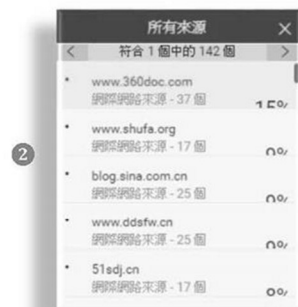 所有來源 ×
< 符合 1 個中的 142 個 >
www.360doc.com
網際網路來源 - 37 個
15%
www.shufa.org
網際網路來源 - 17 個
2
blog.sina.com.cn
網際網路來源 - 25 個
www.ddsfw.cn
網際網路來源 - 25 個
51sdj.cn
網際網路來源 - 17 個